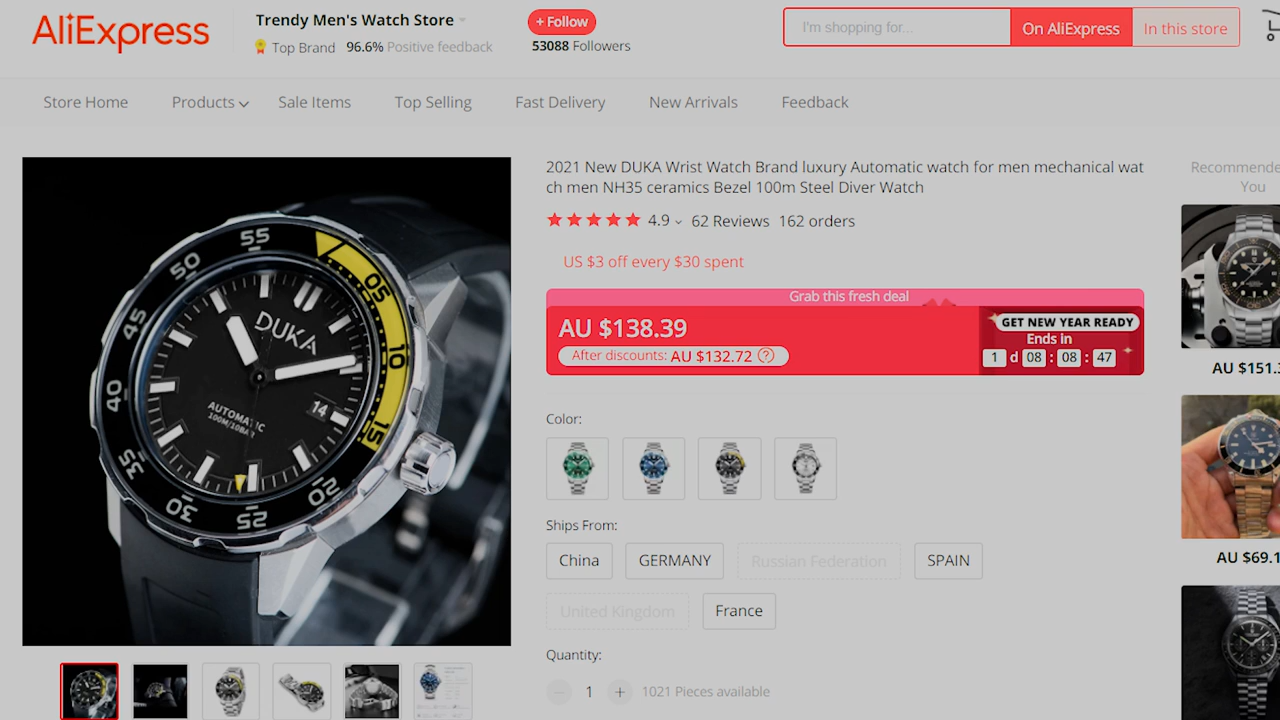 AliExpress
Trendy Men's Watch Store
Top Brand 96.6% Positive feedback
+ Follow
53088 Followers
I'm shopping for...
On AliExpress
In this store
Store Home
Products
Sale Items
Top Selling
Fast Delivery
New Arrivals
Feedback
2021 New DUKA Wrist Watch Brand luxury Automatic watch for men mechanical wat
ch men NH35 ceramics Bezel 100m Steel Diver Watch
4.9 62 Reviews 162 orders
US $3 off every $30 spent
Grab this fresh deal
AU $138.39
After discounts: AU $132.72 ?
GET NEW YEAR READY
Ends in
1 d 08 : 08 : 47
Color:
Ships From:
China
GERMANY
Russian Federation
SPAIN
United Kingdom
France
Quantity:
− 1 + 1021 Pieces available
55
50
45
40
35
30
25
20
15
10
05
DUKA
AUTOMATIC
100M/10BAR
14
Recommende
You
AU $151.3
AU $69.1